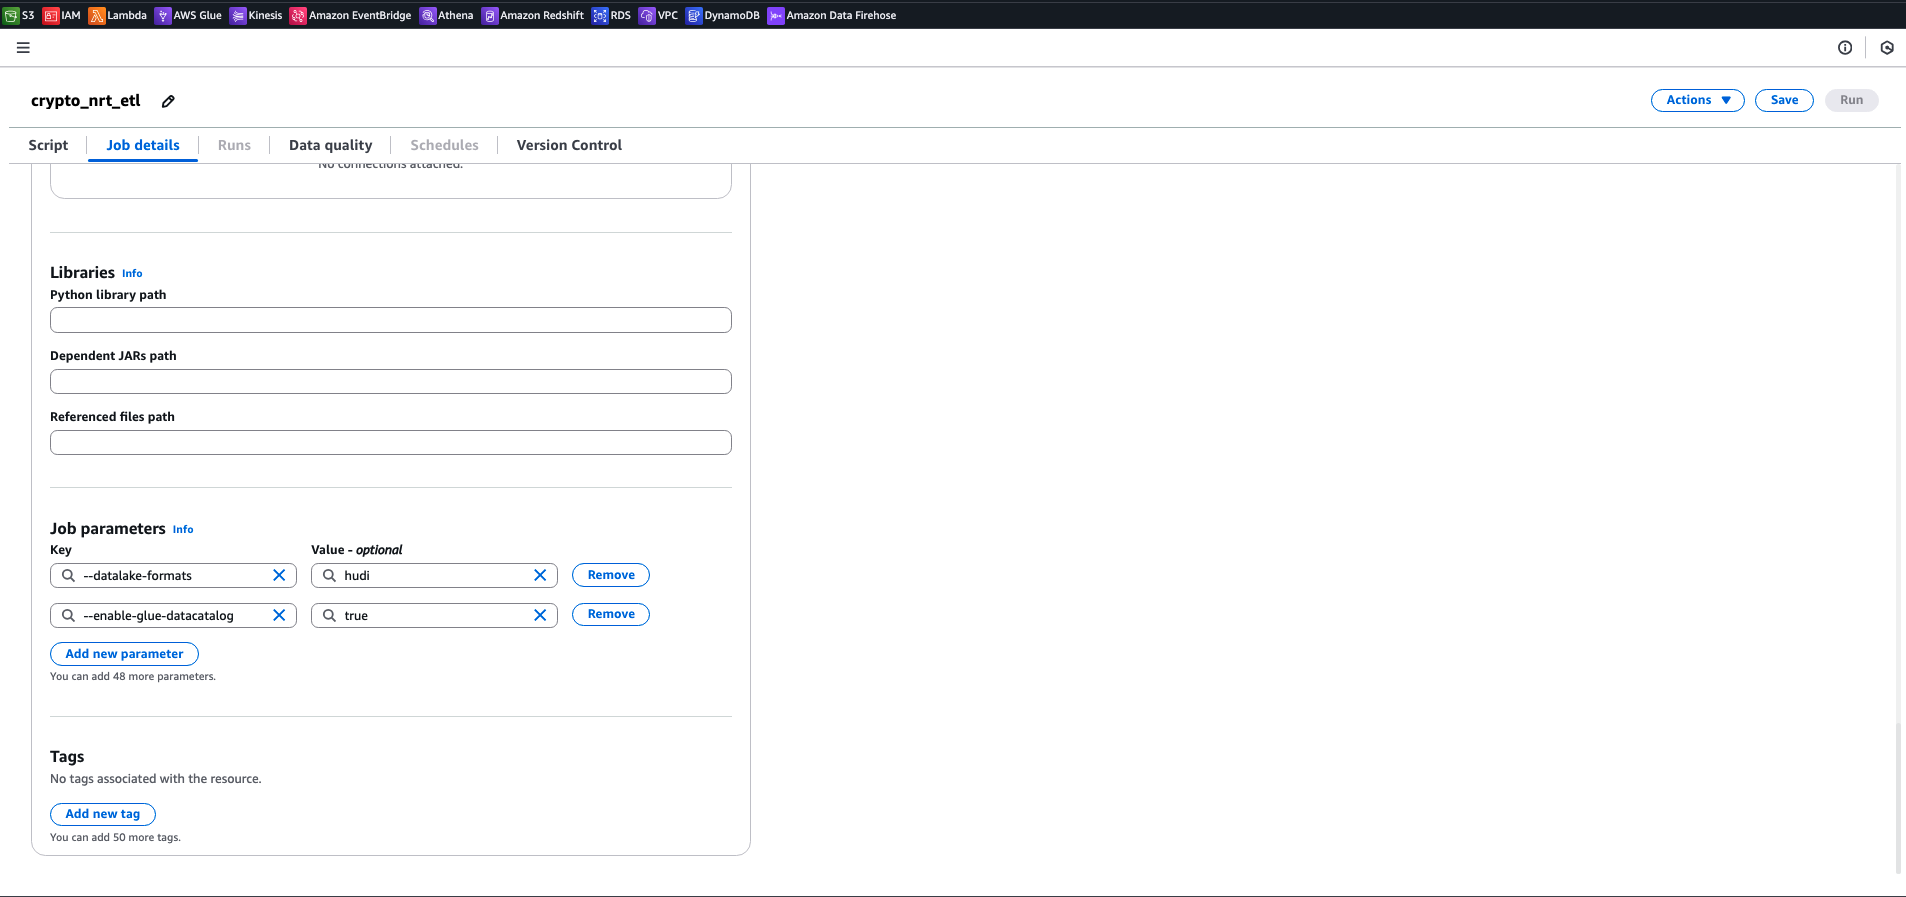 S3 IAM Lambda AWS Glue Kinesis Amazon EventBridge Athena Amazon Redshift RDS VPC DynamoDB Amazon Data Firehose
crypto_nrt_etl
Actions Save Run
Script Job details Runs Data quality Schedules Version Control
No connections attached.
Libraries Info
Python library path
Dependent JARs path
Referenced files path
Job parameters Info
Key Value - optional
--datalake-formats hudi Remove
--enable-glue-datacatalog true Remove
Add new parameter
You can add 48 more parameters.
Tags
No tags associated with the resource.
Add new tag
You can add 50 more tags.